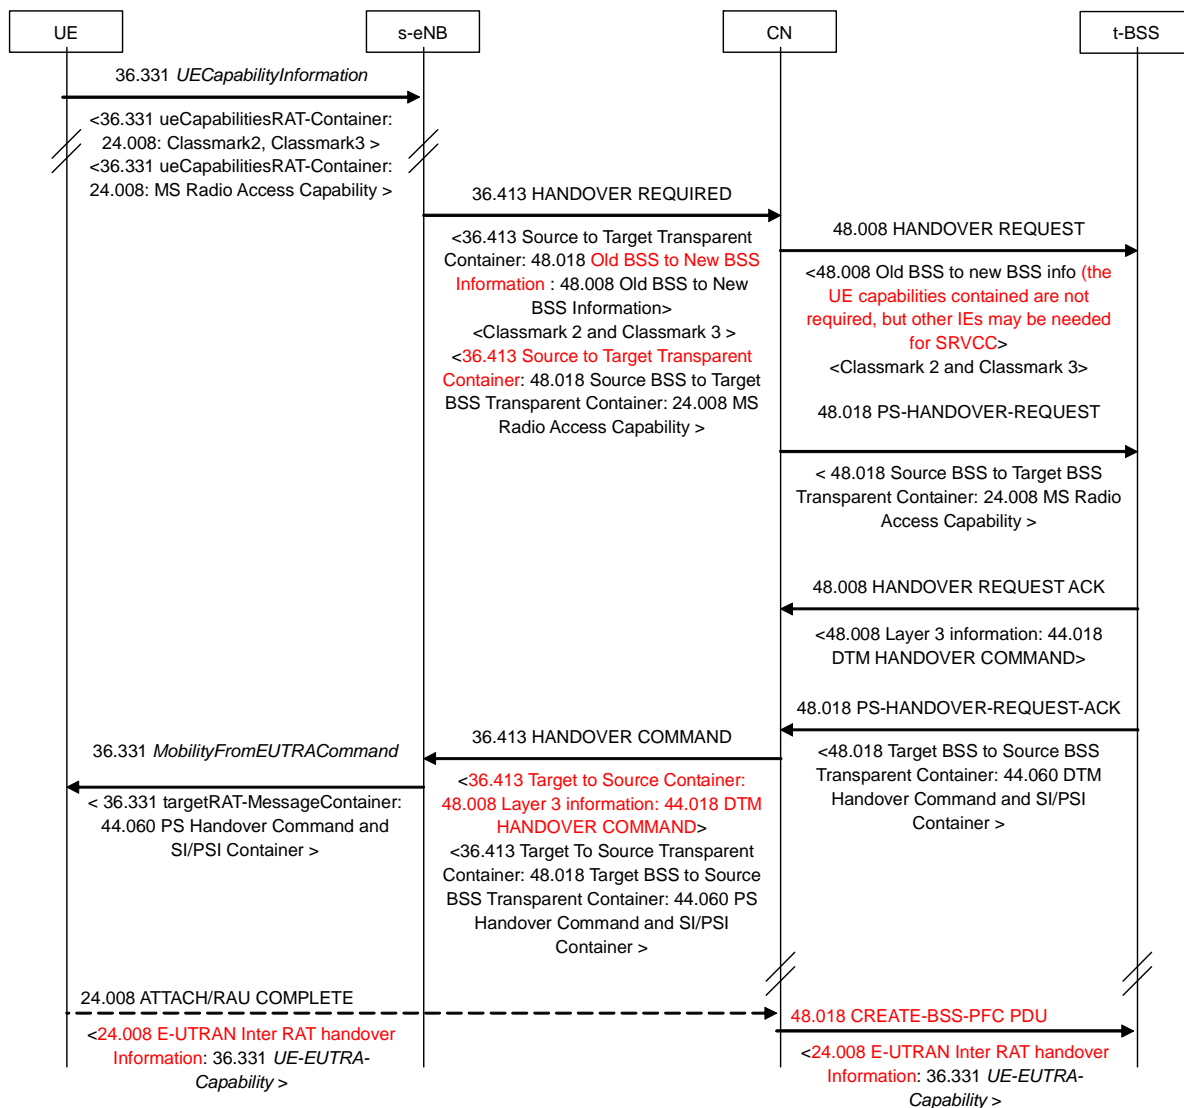 UE
s-eNB
CN
t-BSS
36.331 UECapabilityInformation
<36.331 ueCapabilitiesRAT-Container:
24.008: Classmark2, Classmark3 >
<36.331 ueCapabilitiesRAT-Container:
24.008: MS Radio Access Capability >
36.413 HANDOVER REQUIRED
<36.413 Source to Target Transparent
Container: 48.018 Old BSS to New BSS
Information : 48.008 Old BSS to New
BSS Information>
<Classmark 2 and Classmark 3 >
<36.413 Source to Target Transparent
Container: 48.018 Source BSS to Target
BSS Transparent Container: 24.008 MS
Radio Access Capability >
48.008 HANDOVER REQUEST
<48.008 Old BSS to new BSS info (the
UE capabilities contained are not
required, but other IEs may be needed
for SRVCC>
<Classmark 2 and Classmark 3>
48.018 PS-HANDOVER-REQUEST
< 48.018 Source BSS to Target BSS
Transparent Container: 24.008 MS Radio
Access Capability >
48.008 HANDOVER REQUEST ACK
<48.008 Layer 3 information: 44.018
DTM HANDOVER COMMAND>
48.018 PS-HANDOVER-REQUEST-ACK
<48.018 Target BSS to Source BSS
Transparent Container: 44.060 DTM
Handover Command and SI/PSI
Container >
36.413 HANDOVER COMMAND
<36.413 Target to Source Container:
48.008 Layer 3 information: 44.018 DTM
HANDOVER COMMAND>
<36.413 Target To Source Transparent
Container: 48.018 Target BSS to Source
BSS Transparent Container: 44.060 PS
Handover Command and SI/PSI
Container >
36.331 MobilityFromEUTRACommand
< 36.331 targetRAT-MessageContainer:
44.060 PS Handover Command and
SI/PSI Container >
24.008 ATTACH/RAU COMPLETE
<24.008 E-UTRAN Inter RAT handover
Information: 36.331 UE-EUTRA-
Capability >
48.018 CREATE-BSS-PFC PDU
<24.008 E-UTRAN Inter RAT handover
Information: 36.331 UE-EUTRA-
Capability >